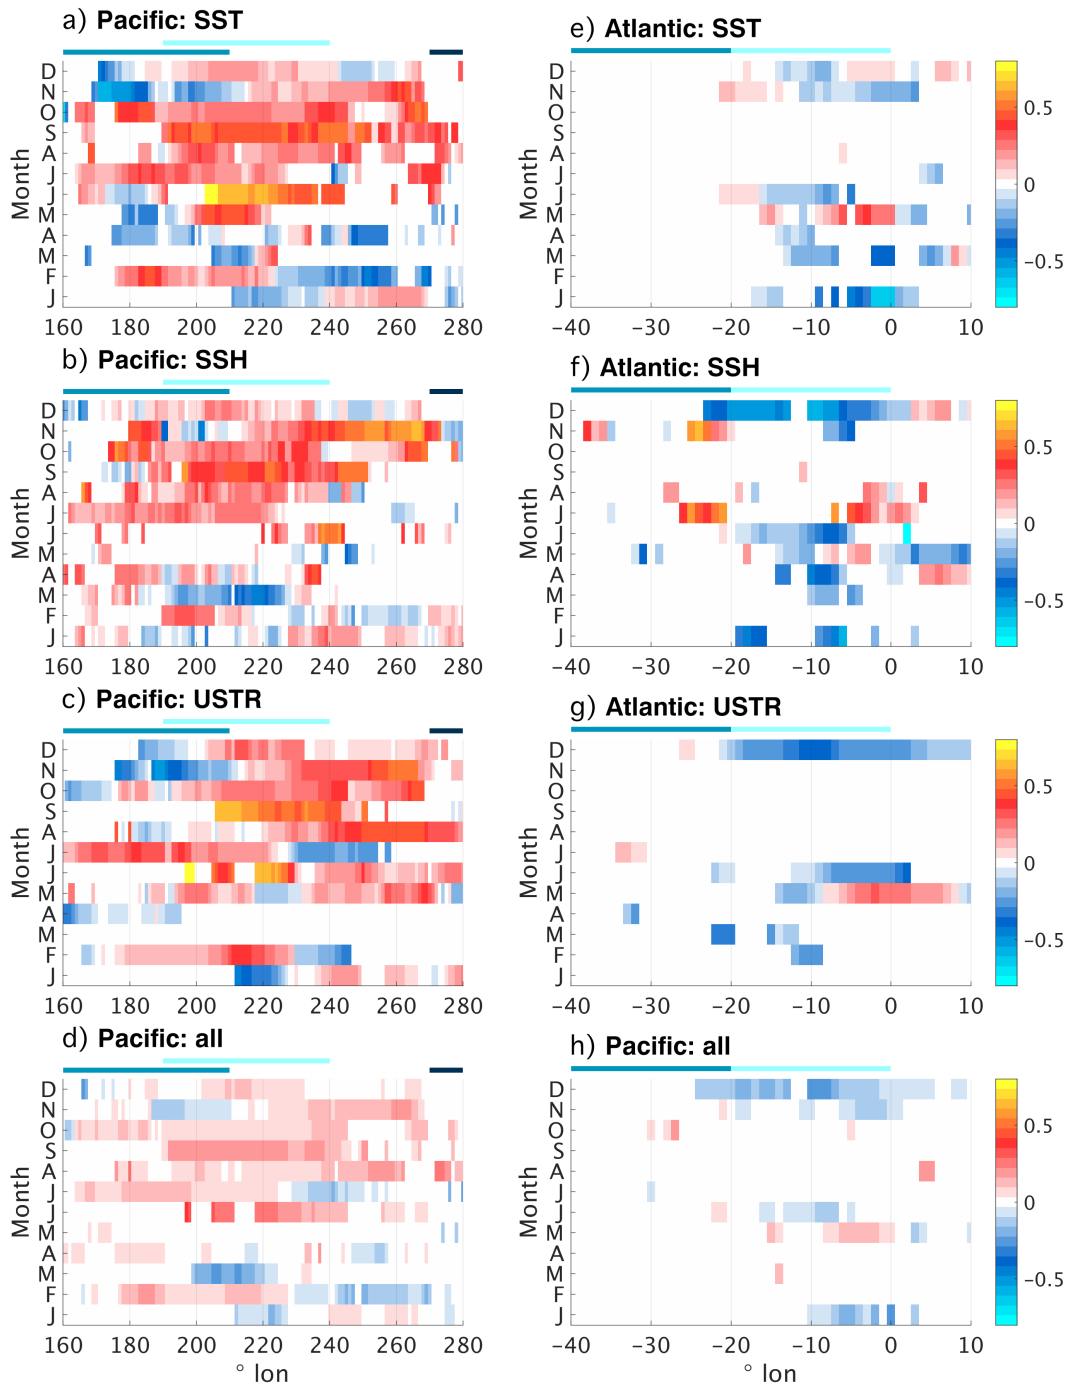 a) Pacific: SST
D
N
O
S
A
J
J
M
A
M
F
J
Month
160 180 200 220 240 260 280
e) Atlantic: SST
D
N
O
S
A
J
J
M
A
M
F
J
Month
−40 −30 −20 −10 0 10
0.5
0
−0.5
b) Pacific: SSH
D
N
O
S
A
J
J
M
A
M
F
J
Month
160 180 200 220 240 260 280
f) Atlantic: SSH
D
N
O
S
A
J
J
M
A
M
F
J
Month
−40 −30 −20 −10 0 10
0.5
0
−0.5
c) Pacific: USTR
D
N
O
S
A
J
J
M
A
M
F
J
Month
160 180 200 220 240 260 280
g) Atlantic: USTR
D
N
O
S
A
J
J
M
A
M
F
J
Month
−40 −30 −20 −10 0 10
0.5
0
−0.5
d) Pacific: all
D
N
O
S
A
J
J
M
A
M
F
J
Month
160 180 200 220 240 260 280
° lon
h) Pacific: all
D
N
O
S
A
J
J
M
A
M
F
J
Month
−40 −30 −20 −10 0 10
° lon
0.5
0
−0.5